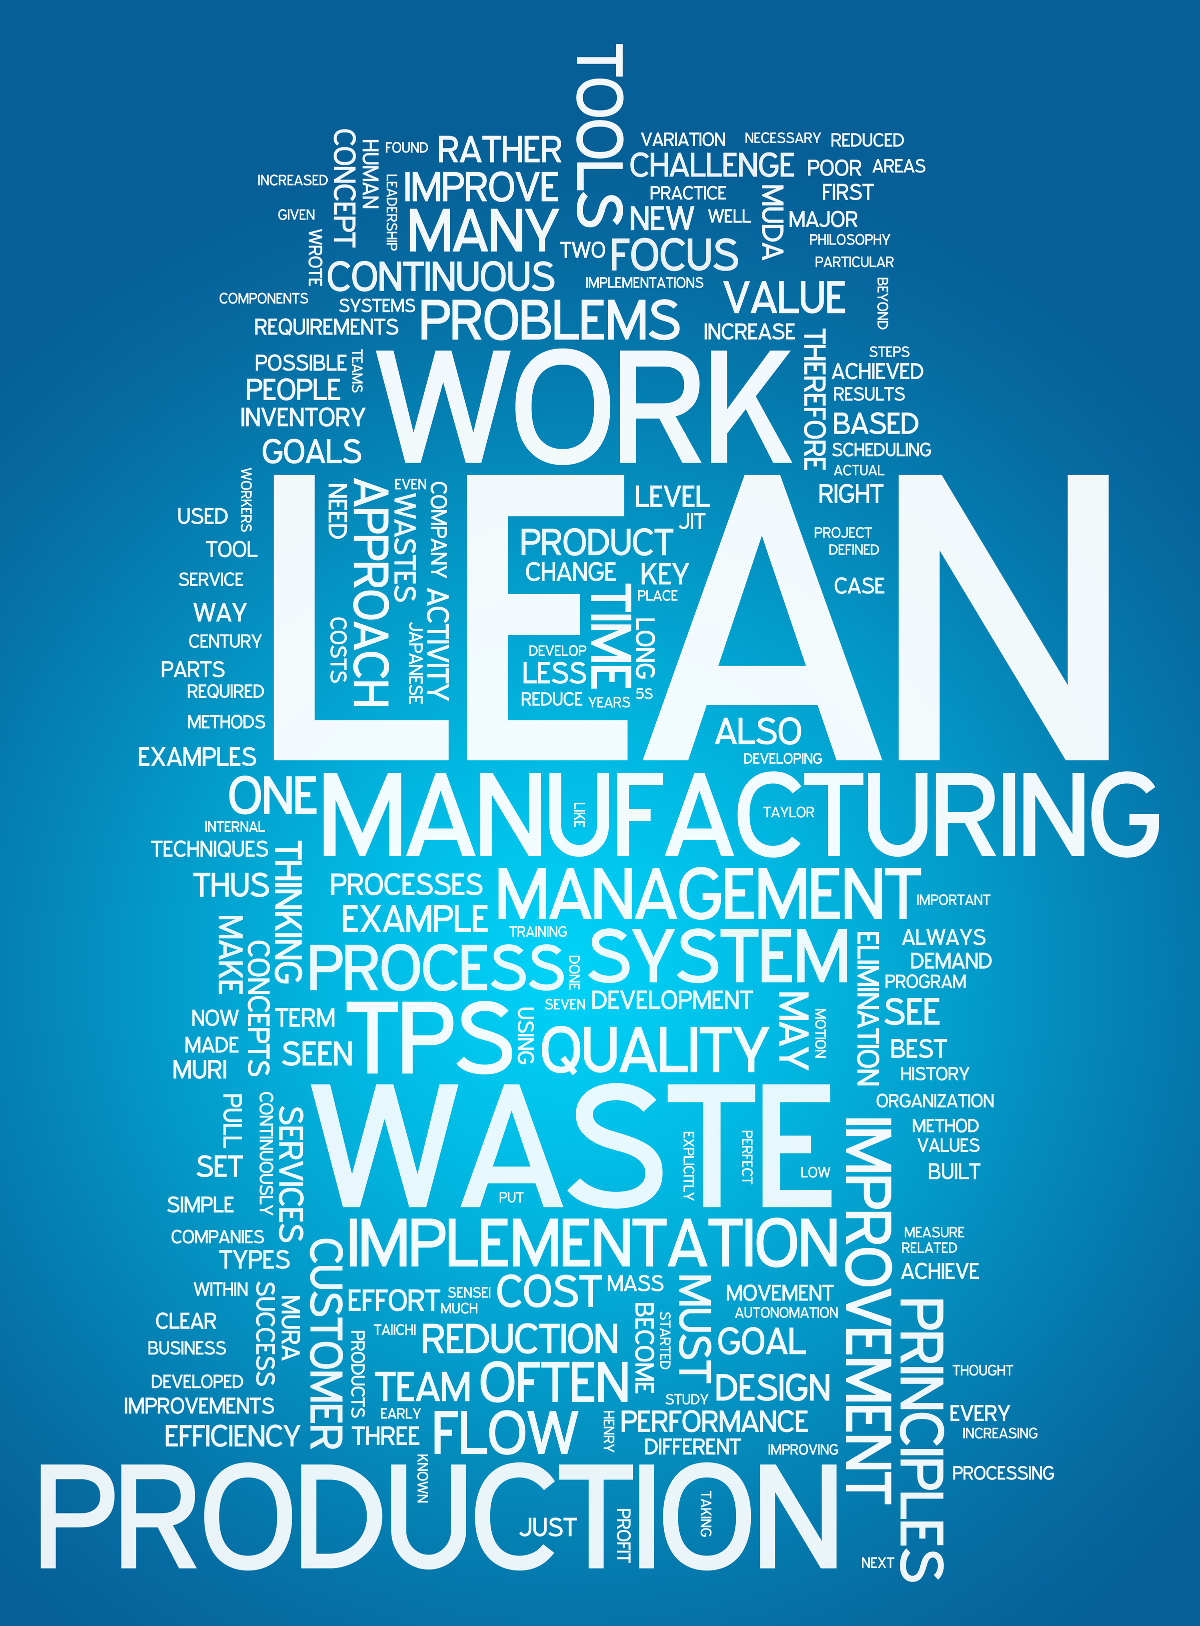 TOOLS
CONCEPT
HUMAN
FOUND
RATHER
VARIATION
NECESSARY
REDUCED
CHALLENGE
POOR
AREAS
INCREASED
LEADERSHIP
IMPROVE
PRACTICE
MUDA
FIRST
GIVEN
MANY
NEW
WELL
MAJOR
WROTE
TWO
FOCUS
PHILOSOPHY
PARTICULAR
CONTINUOUS
IMPLEMENTATIONS
VALUE
BEYOND
COMPONENTS
SYSTEMS
REQUIREMENTS
PROBLEMS
INCREASE
THEREFORE
POSSIBLE
TEAMS
WORK
STEPS
ACHIEVED
PEOPLE
RESULTS
INVENTORY
BASED
GOALS
SCHEDULING
ACTUAL
WORKERS
LEAN
NEED
APPROACH
EVEN
WASTES
COMPANY
LEVEL
JIT
RIGHT
USED
PRODUCT
PROJECT
DEFINED
TOOL
CHANGE
KEY
SERVICE
TIME
PLACE
CASE
WAY
ACTIVITY
COSTS
JAPANESE
LONG
CENTURY
DEVELOP
PARTS
LESS
REQUIRED
REDUCE
YEARS
5S
METHODS
ALSO
EXAMPLES
DEVELOPING
ONE
MANUFACTURING
LIKE
TAYLOR
INTERNAL
TECHNIQUES
THINKING
THUS
PROCESSES
MANAGEMENT
IMPORTANT
EXAMPLE
MAKE
TRAINING
CONCEPTS
PROCESS
DONE
SYSTEM
ELIMINATION
ALWAYS
DEMAND
PROGRAM
SEVEN
DEVELOPMENT
MAY
MOTION
SEE
NOW
TERM
TPS
USING
QUALITY
MADE
SEEN
BEST
MURI
HISTORY
PULL
CONTINUOUSLY
SERVICES
WASTE
ORGANIZATION
IMPROVEMENT
METHOD
VALUES
EXPLICITLY
PERFECT
SET
LOW
BUILT
PUT
SIMPLE
COMPANIES
IMPLEMENTATION
MEASURE
RELATED
TYPES
CUSTOMER
ACHIEVE
WITHIN
SUCCESS
MURA
EFFORT
SENSEI
MUCH
COST
MASS
MUST
MOVEMENT
AUTONOMATION
PRINCIPLES
CLEAR
TAIICHI
REDUCTION
BECOME
STARTED
GOAL
BUSINESS
PRODUCTS
THOUGHT
DEVELOPED
TEAM
OFTEN
STUDY
DESIGN
IMPROVEMENTS
EARLY
EVERY
EFFICIENCY
THREE
FLOW
HENRY
PERFORMANCE
INCREASING
DIFFERENT
IMPROVING
PRODUCTION
KNOWN
PROCESSING
JUST
PROFIT
TAKING
NEXT